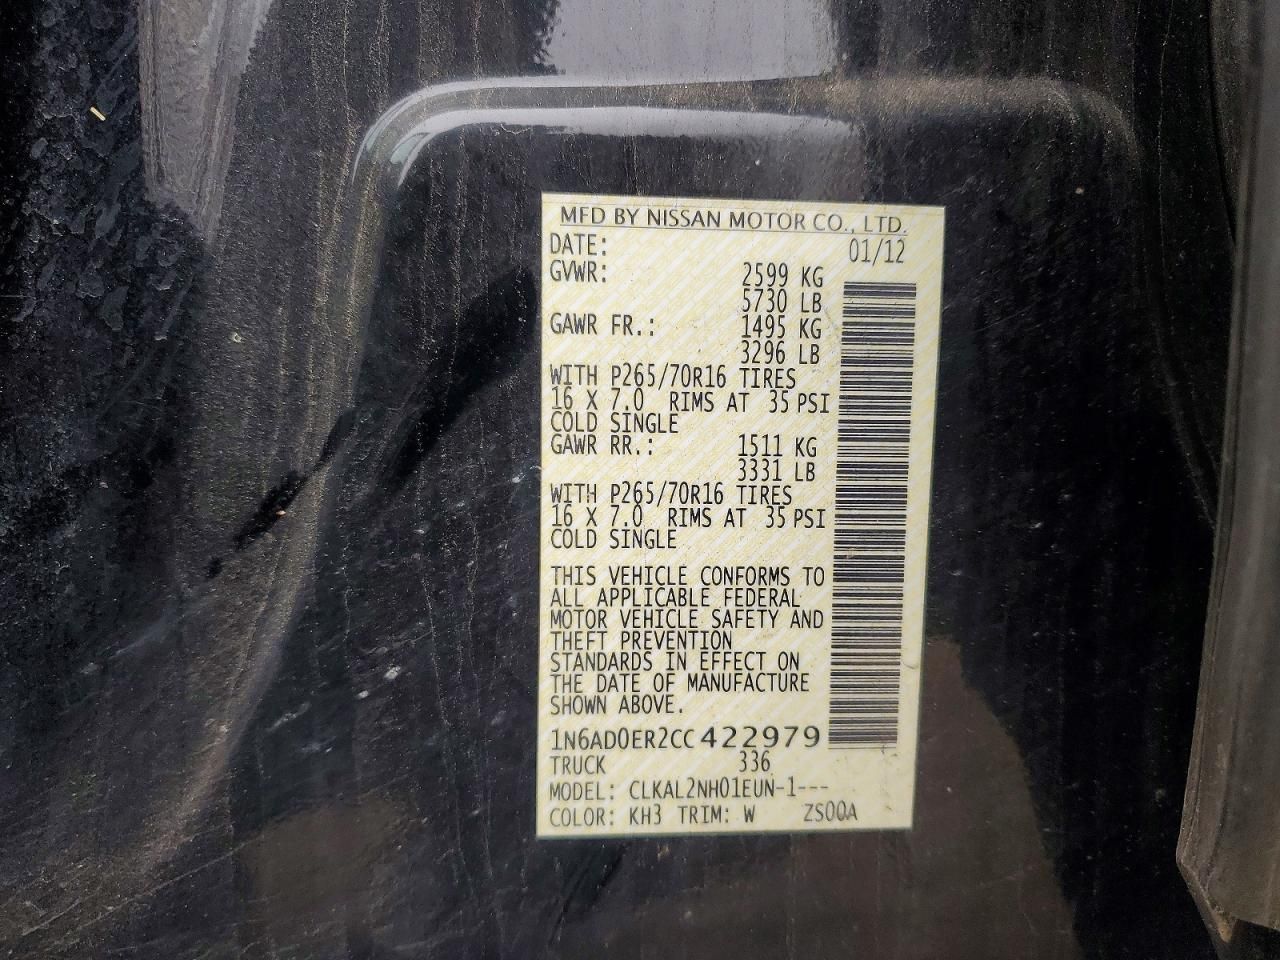 MFD BY NISSAN MOTOR CO., LTD.
DATE: 01/12
GVWR: 2599 KG
5730 LB
GAWR FR.: 1495 KG
3296 LB
WITH P265/70R16 TIRES
16 X 7.0 RIMS AT 35 PSI
COLD SINGLE
GAWR RR.: 1511 KG
3331 LB
WITH P265/70R16 TIRES
16 X 7.0 RIMS AT 35 PSI
COLD SINGLE
THIS VEHICLE CONFORMS TO
ALL APPLICABLE FEDERAL
MOTOR VEHICLE SAFETY AND
THEFT PREVENTION
STANDARDS IN EFFECT ON
THE DATE OF MANUFACTURE
SHOWN ABOVE.
1N6AD0ER2CC422979
TRUCK 336
MODEL: CLKAL2NH01EUN-1---
COLOR: KH3 TRIM: W ZS00A